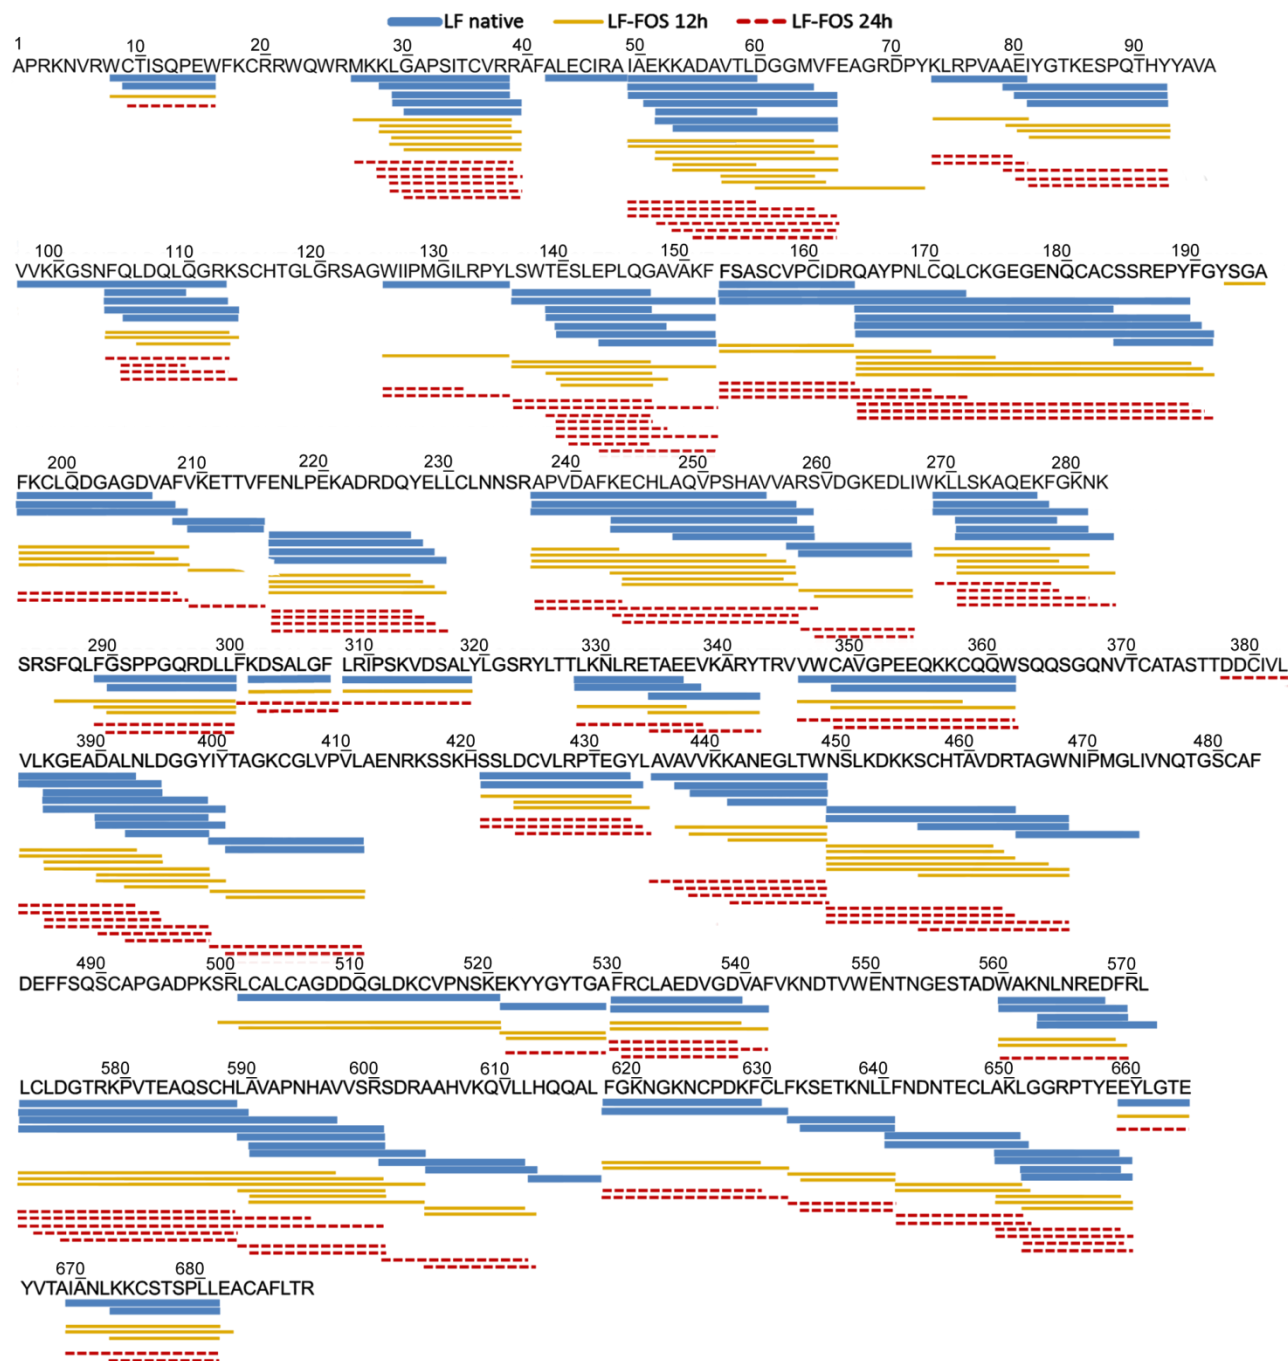 LF native LF-FOS 12h LF-FOS 24h
1 10 20 30 40 50 60 70 80 90
APRKNVRWCTISQPEWFKCRRWQWRMKKLGAPSITCVRRAFALECIRAIAEKKADAVTLDGGMVFEAGRDPYKLRPVAAEIYGTKESPQTHYYAVA
100 110 120 130 140 150 160 170 180 190
VVKKGSNFQLDQLQGRKSCHTGLGRSAGWIIPMGILRPYLSWTESLEPLQGAVAKF FSASCVPCIDRQAYPNLCQLCKGEGENQCACSSREPYFGYSGA
200 210 220 230 240 250 260 270 280
FKCLQDGAGDVAFVKETTVFENLPEKADRDQYELLCLNNSRAPVDAFKECHLAQVPSHAVVARSVDGKEDLIWKLLSKAQEKFGKNK
290 300 310 320 330 340 350 360 370 380
SRSFQLFGSPPGQRDLLFKDSALGF LRIPSKVDSALYLGSRYLTTLKNLRETAEEVKARYTRVVWCAVGPEEQKKCQQWSQQSGQNVTCATASTTDDCIVL
390 400 410 420 430 440 450 460 470 480
VLKGEADALNLDGGYIYTAGKCGLVPVLAENRKSSKHSSLDCVLRPTEGYLAVAVVKKANEGLTWNSLKDKKSCHTAVDRTAGWNIPMGLIVNQTGSCAF
490 500 510 520 530 540 550 560 570
DEFFSQSCAPGADPKSRLCALCAGDDQGLDKCVPNSKEKYYGYTGAFRCLAEDVGDVAFVKNDTVWENTNGESTADWAKNLNREDFRL
580 590 600 610 620 630 640 650 660
LCLDGTRKPVTEAQSCHLAVAPNHAVVSRSDRAAHVKQVLLHQQAL FGKNGKNCPDKFCLFKSETKNLLFNDNTECLAKLGGRPTYEEYLGTE
670 680
YVTAIANLKKCSTSPLLEACAFLTR